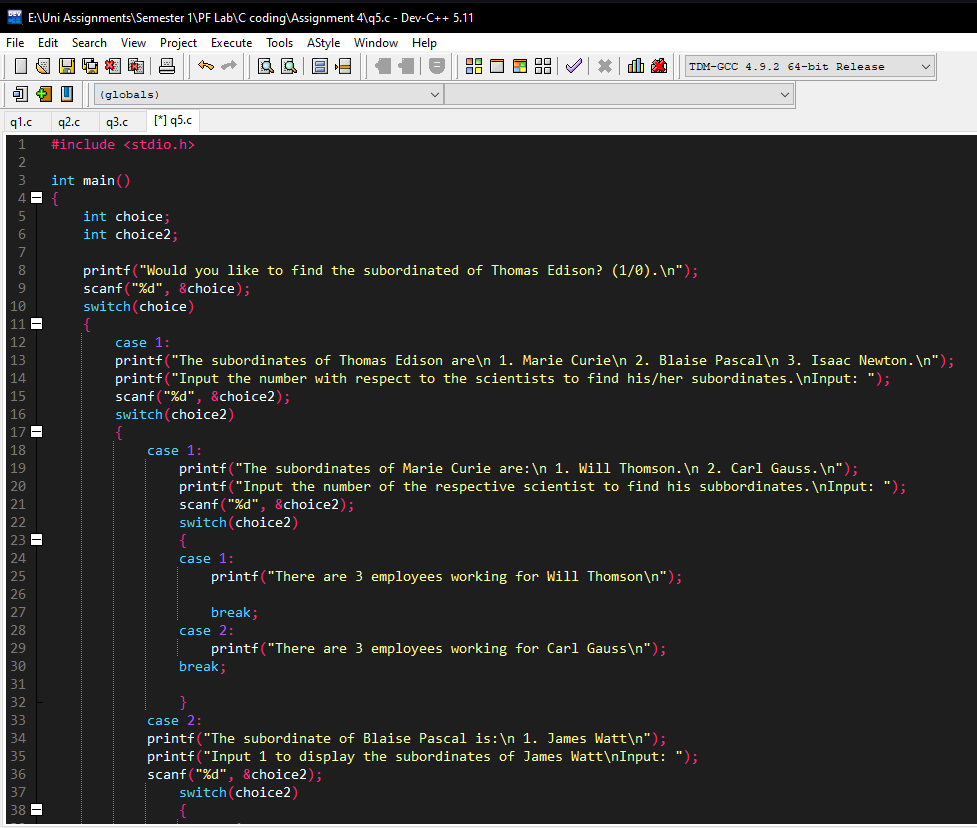 E:\Uni Assignments\Semester 1\PF Lab\C coding\Assignment 4\q5.c - Dev-C++ 5.11
File Edit Search View Project Execute Tools AStyle Window Help
TDM-GCC 4.9.2 64-bit Release
(globals)
q1.c q2.c q3.c [*] q5.c
1 #include <stdio.h>
2
3 int main()
4 {
5 int choice;
6 int choice2;
7
8 printf("Would you like to find the subordinated of Thomas Edison? (1/0).\n");
9 scanf("%d", &choice);
10 switch(choice)
11 {
12 case 1:
13 printf("The subordinates of Thomas Edison are\n 1. Marie Curie\n 2. Blaise Pascal\n 3. Isaac Newton.\n");
14 printf("Input the number with respect to the scientists to find his/her subordinates.\nInput: ");
15 scanf("%d", &choice2);
16 switch(choice2)
17 {
18 case 1:
19 printf("The subordinates of Marie Curie are:\n 1. Will Thomson.\n 2. Carl Gauss.\n");
20 printf("Input the number of the respective scientist to find his subbordinates.\nInput: ");
21 scanf("%d", &choice2);
22 switch(choice2)
23 {
24 case 1:
25 printf("There are 3 employees working for Will Thomson\n");
26
27 break;
28 case 2:
29 printf("There are 3 employees working for Carl Gauss\n");
30 break;
31
32 }
33 case 2:
34 printf("The subordinate of Blaise Pascal is:\n 1. James Watt\n");
35 printf("Input 1 to display the subordinates of James Watt\nInput: ");
36 scanf("%d", &choice2);
37 switch(choice2)
38 {